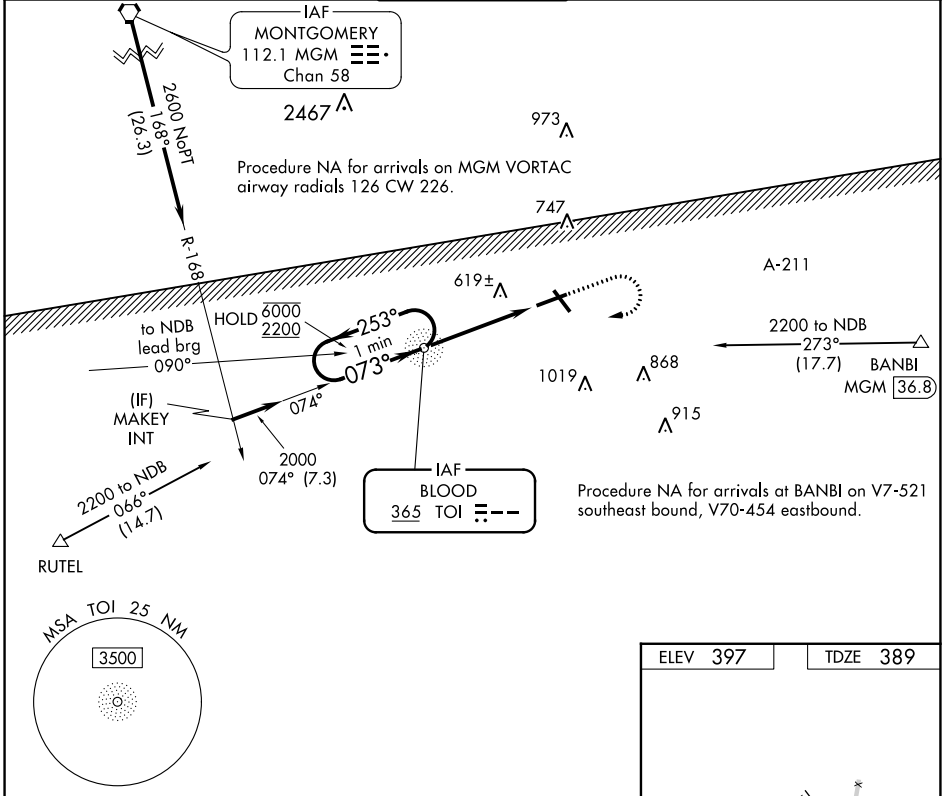 IAF
MONTGOMERY
112.1 MGM
Chan 58
2600 NoPT
168°
(26.3)
2467
973
Procedure NA for arrivals on MGM VORTAC
airway radials 126 CW 226.
747
R-168
A-211
619±
HOLD 6000
2200
253°
1 min
073°
to NDB
lead brg
090°
2200 to NDB
273°
(17.7)
BANBI
MGM 36.8
1019
868
915
(IF)
MAKEY
INT
074°
2000
074° (7.3)
2200 to NDB
066°
(14.7)
RUTEL
IAF
BLOOD
365 TOI
Procedure NA for arrivals at BANBI on V7-521
southeast bound, V70-454 eastbound.
MSA TOI 25 NM
3500
ELEV 397
TDZE 389